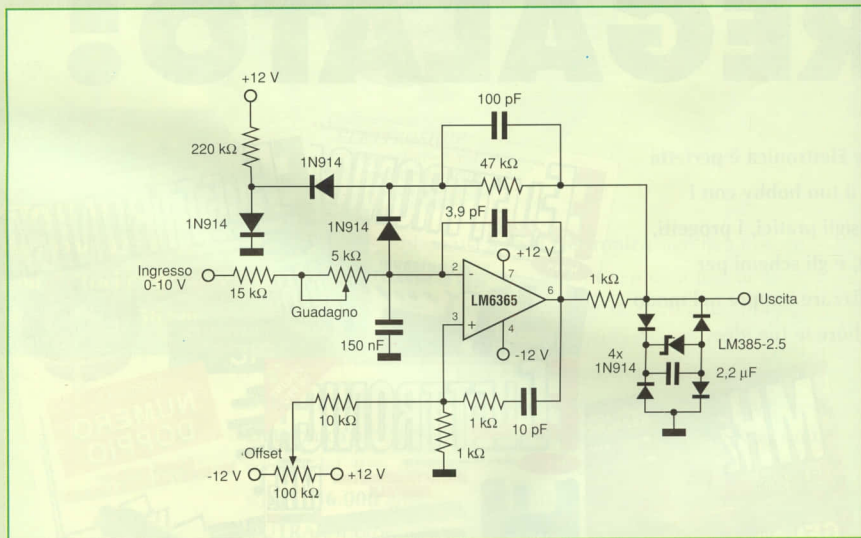 REGALATO!
+12 V
100 pF
220 kΩ
1N914
47 kΩ
1N914
1N914
3,9 pF
+12 V
Ingresso
0-10 V
15 kΩ
5 kΩ
Guadagno
2
-
7
LM6365
6
3
+
4
-12 V
1 kΩ
Uscita
150 nF
4x
1N914
LM385-2.5
2,2 µF
10 kΩ
1 kΩ
10 pF
1 kΩ
Offset
-12 V
+12 V
100 kΩ